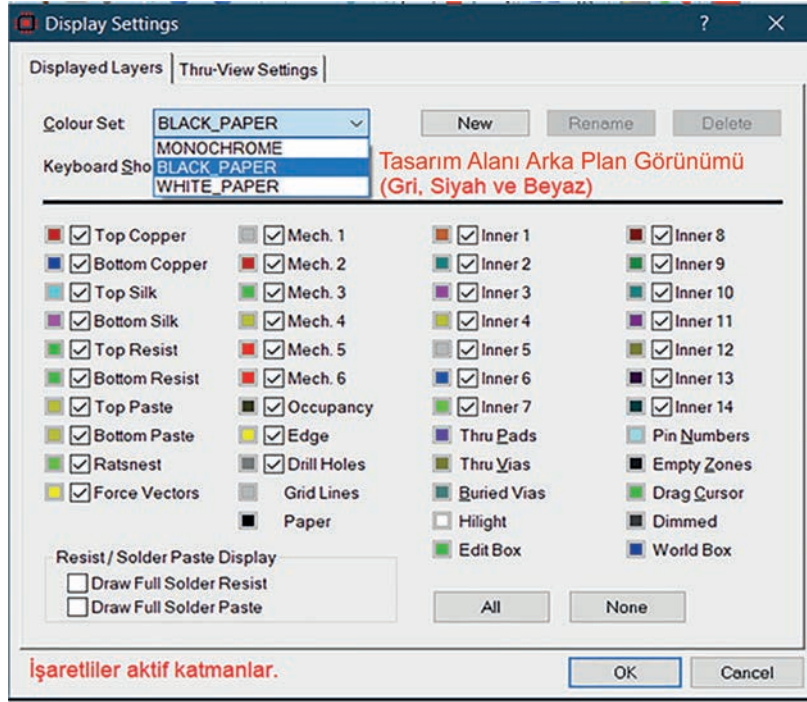 Display Settings
?
Displayed Layers Thru-View Settings
Colour Set BLACK_PAPER New Rename Delete
MONOCHROME
Keyboard Sho BLACK_PAPER Tasarım Alanı Arka Plan Görünümü
WHITE_PAPER (Gri, Siyah ve Beyaz)
Top Copper Mech. 1 Inner 1 Inner 8
Bottom Copper Mech. 2 Inner 2 Inner 9
Top Silk Mech. 3 Inner 3 Inner 10
Bottom Silk Mech. 4 Inner 4 Inner 11
Top Resist Mech. 5 Inner 5 Inner 12
Bottom Resist Mech. 6 Inner 6 Inner 13
Top Paste Occupancy Inner 7 Inner 14
Bottom Paste Edge Thru Pads Pin Numbers
Ratsnest Drill Holes Thru Vias Empty Zones
Force Vectors Grid Lines Buried Vias Drag Cursor
Paper Hilight Dimmed
Edit Box World Box
Resist / Solder Paste Display
Draw Full Solder Resist
Draw Full Solder Paste All None
İşaretliler aktif katmanlar. OK Cancel